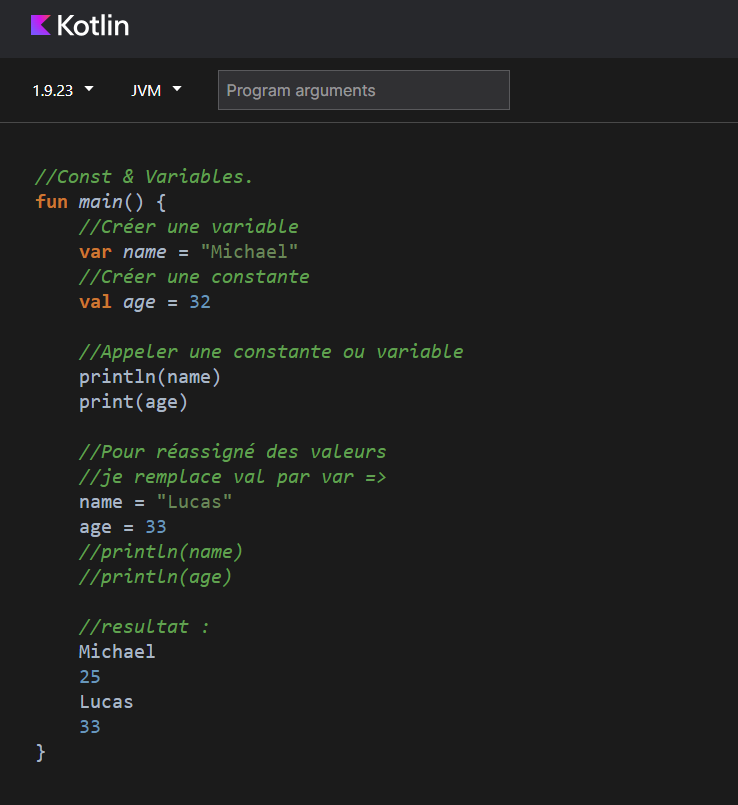 Kotlin
1.9.23 JVM Program arguments
//Const & Variables.
fun main() {
//Créer une variable
var name = "Michael"
//Créer une constante
val age = 32
//Appeler une constante ou variable
println(name)
print(age)
//Pour réassigné des valeurs
//je remplace val par var =>
name = "Lucas"
age = 33
//println(name)
//println(age)
//resultat :
Michael
25
Lucas
33
}